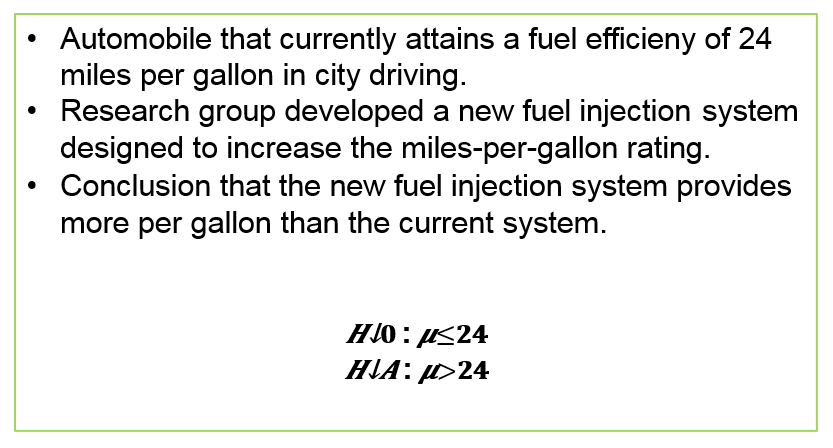 • Automobile that currently attains a fuel efficieny of 24
miles per gallon in city driving.
• Research group developed a new fuel injection system
designed to increase the miles-per-gallon rating.
• Conclusion that the new fuel injection system provides
more per gallon than the current system.
H↓0 : μ≤24
H↓A : μ>24